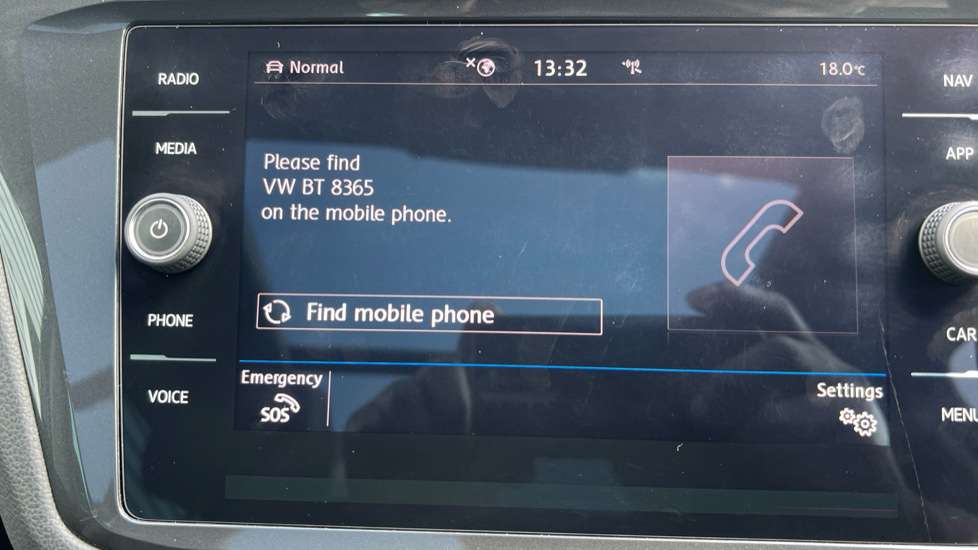 RADIO
MEDIA
PHONE
VOICE
Normal
13:32
18.0°C
Please find
VW BT 8365
on the mobile phone.
Find mobile phone
Emergency
SOS
Settings
NAV
APP
CAR
MENU